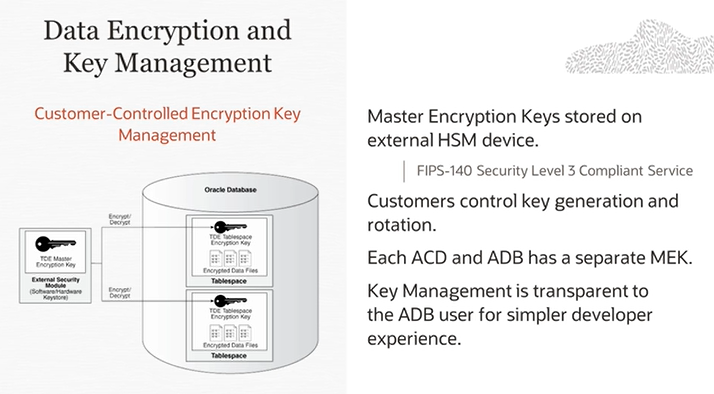 Data Encryption and
Key Management
Customer-Controlled Encryption Key
Management
Oracle Database
Encrypt/
Decrypt
TDE Tablespace
Encryption Key
Encrypted Data Files
Tablespace
TDE Master
Encryption Key
External Security
Module
(Software/Hardware
Keystore)
Encrypt/
Decrypt
TDE Tablespace
Encryption Key
Encrypted Data Files
Tablespace
Master Encryption Keys stored on
external HSM device.
FIPS-140 Security Level 3 Compliant Service
Customers control key generation and
rotation.
Each ACD and ADB has a separate MEK.
Key Management is transparent to
the ADB user for simpler developer
experience.